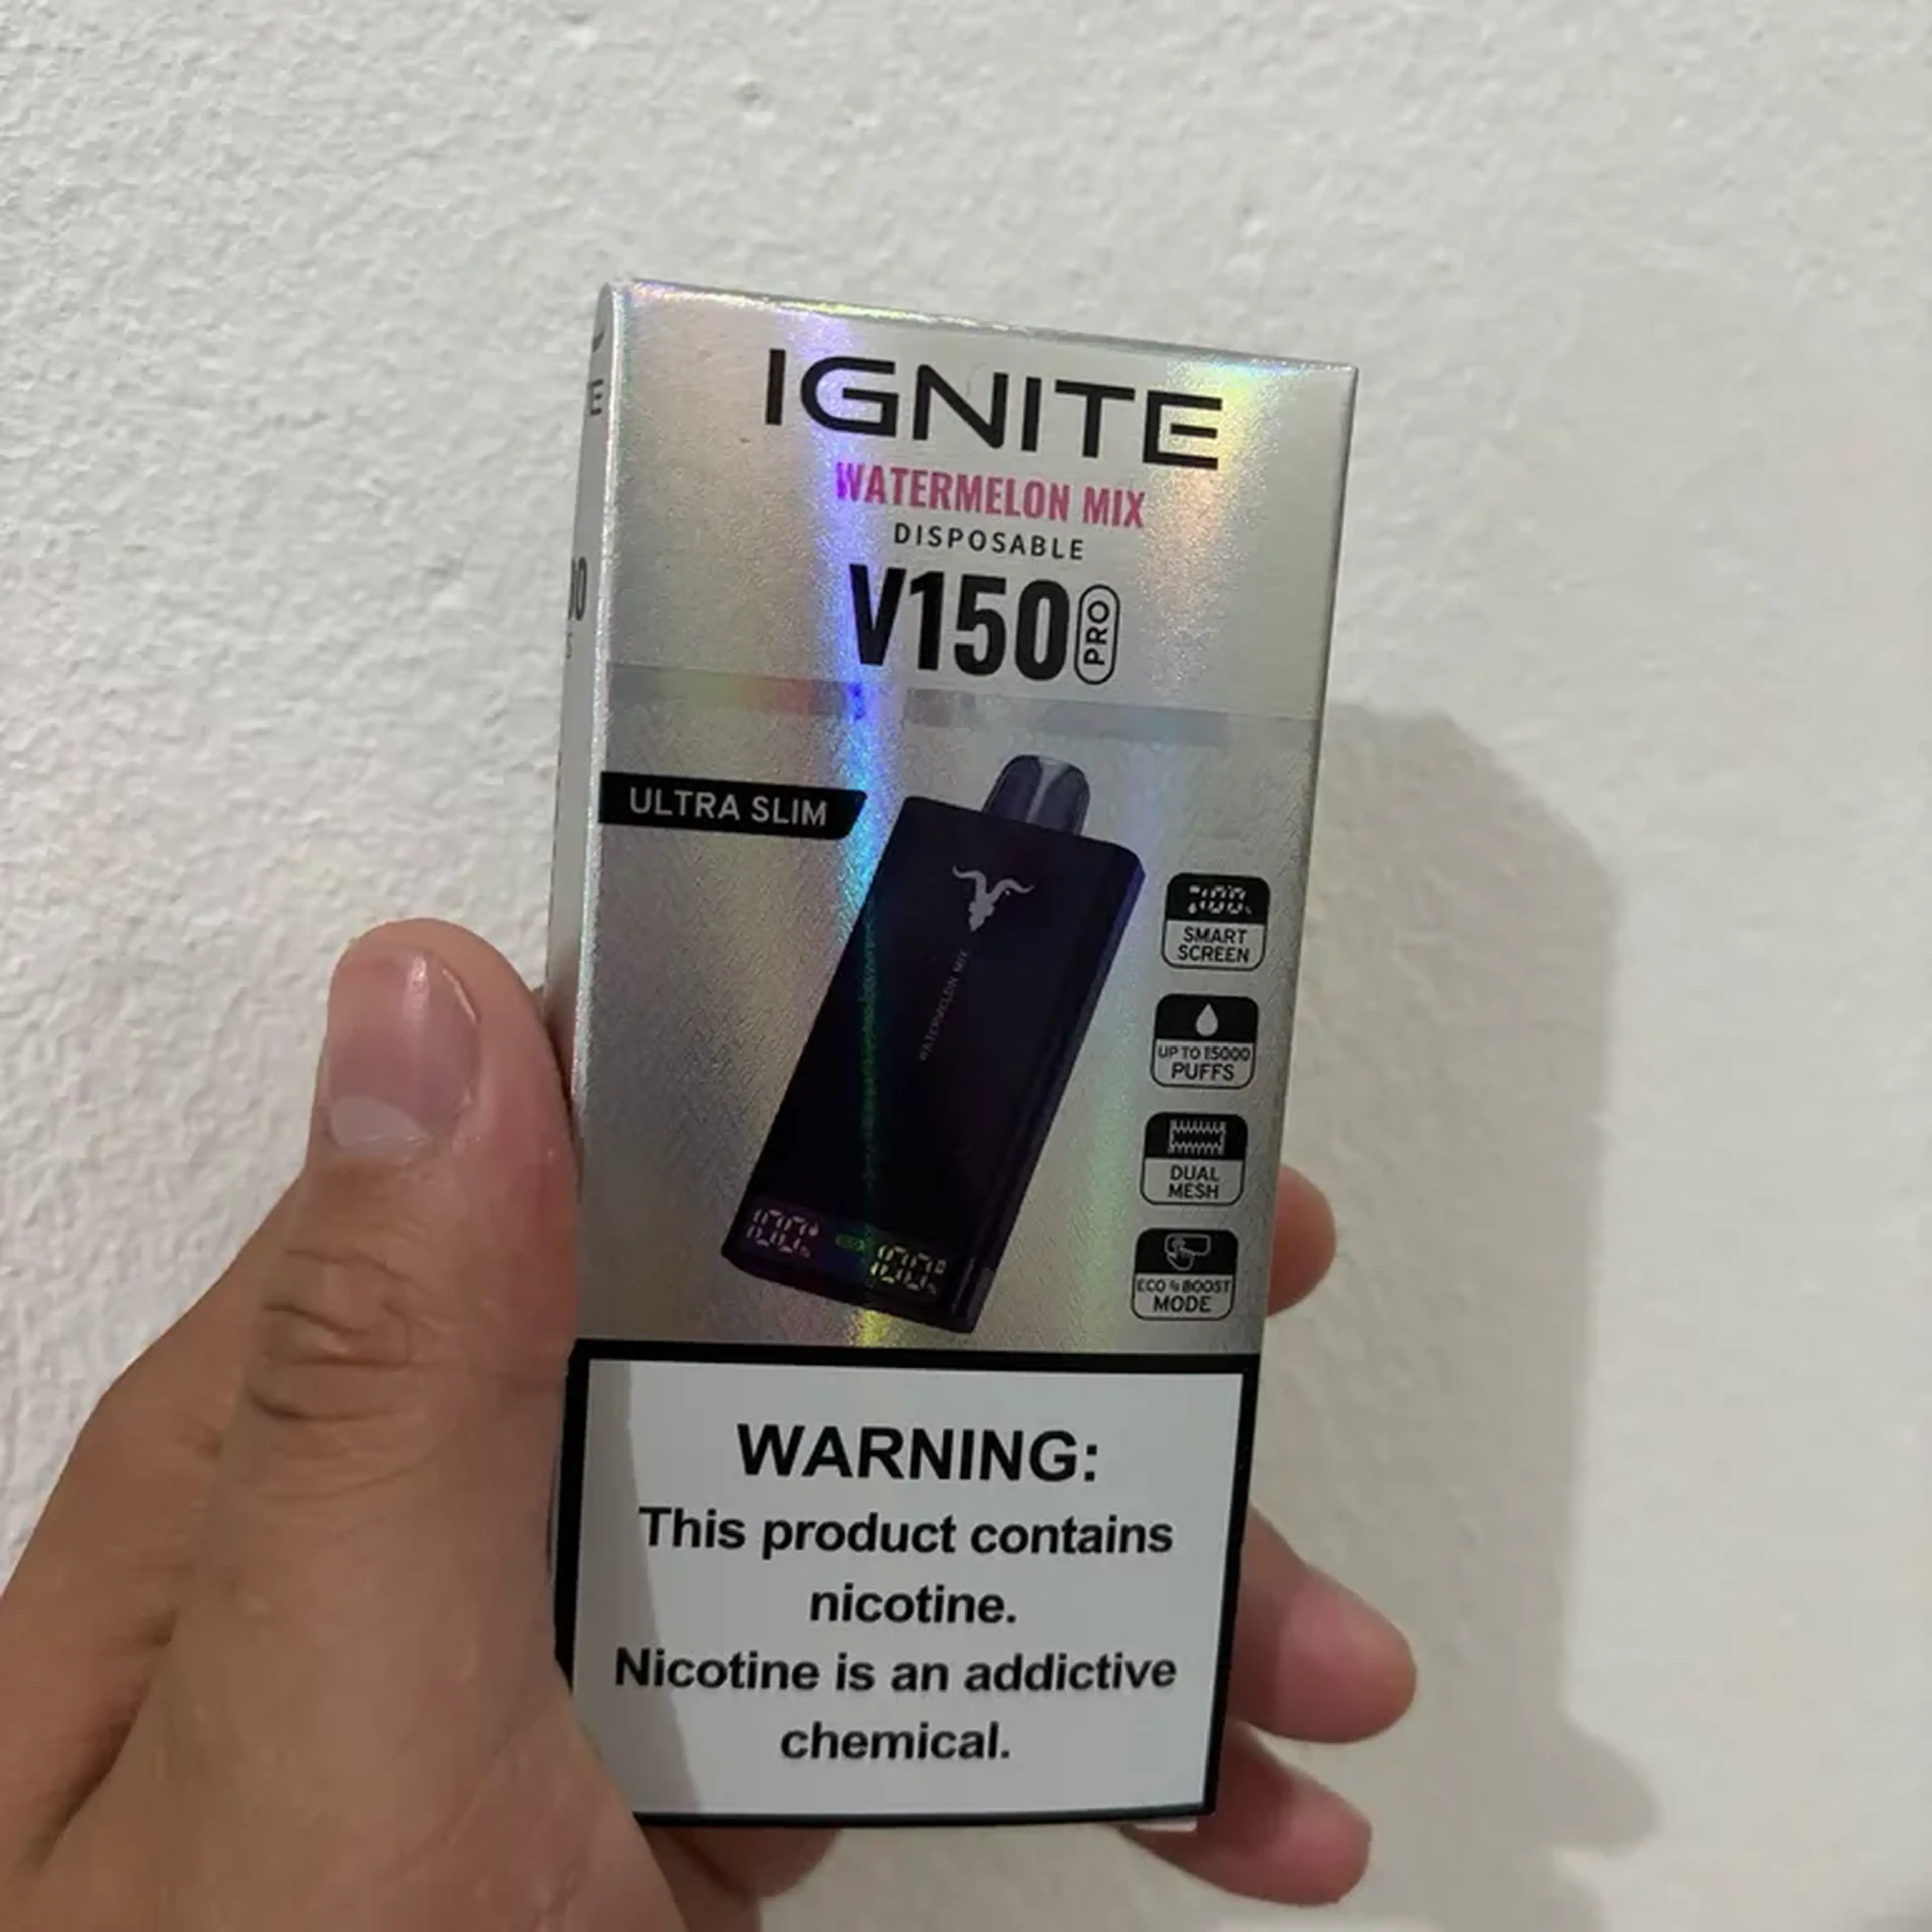 IGNITE
WATERMELON MIX
DISPOSABLE
V150 PRO
ULTRA SLIM
WATERMELON MIX
SMART
SCREEN
UP TO 15000
PUFFS
DUAL
MESH
ECO % BOOST
MODE
WARNING:
This product contains
nicotine.
Nicotine is an addictive
chemical.